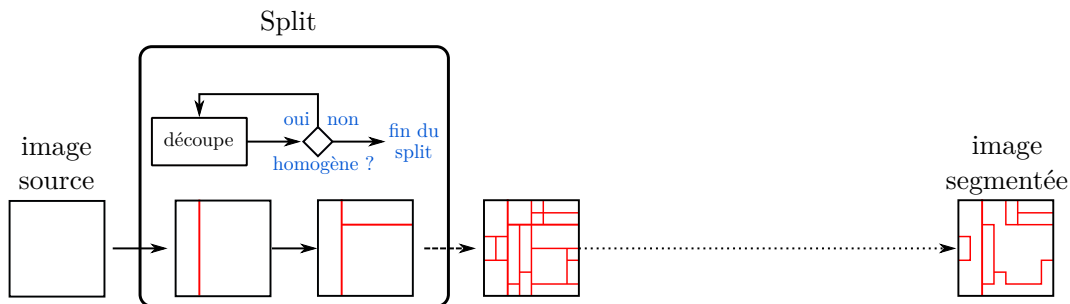 Split
oui non
découpe
fin du
split
homogène ?
image
source
image
segmentée